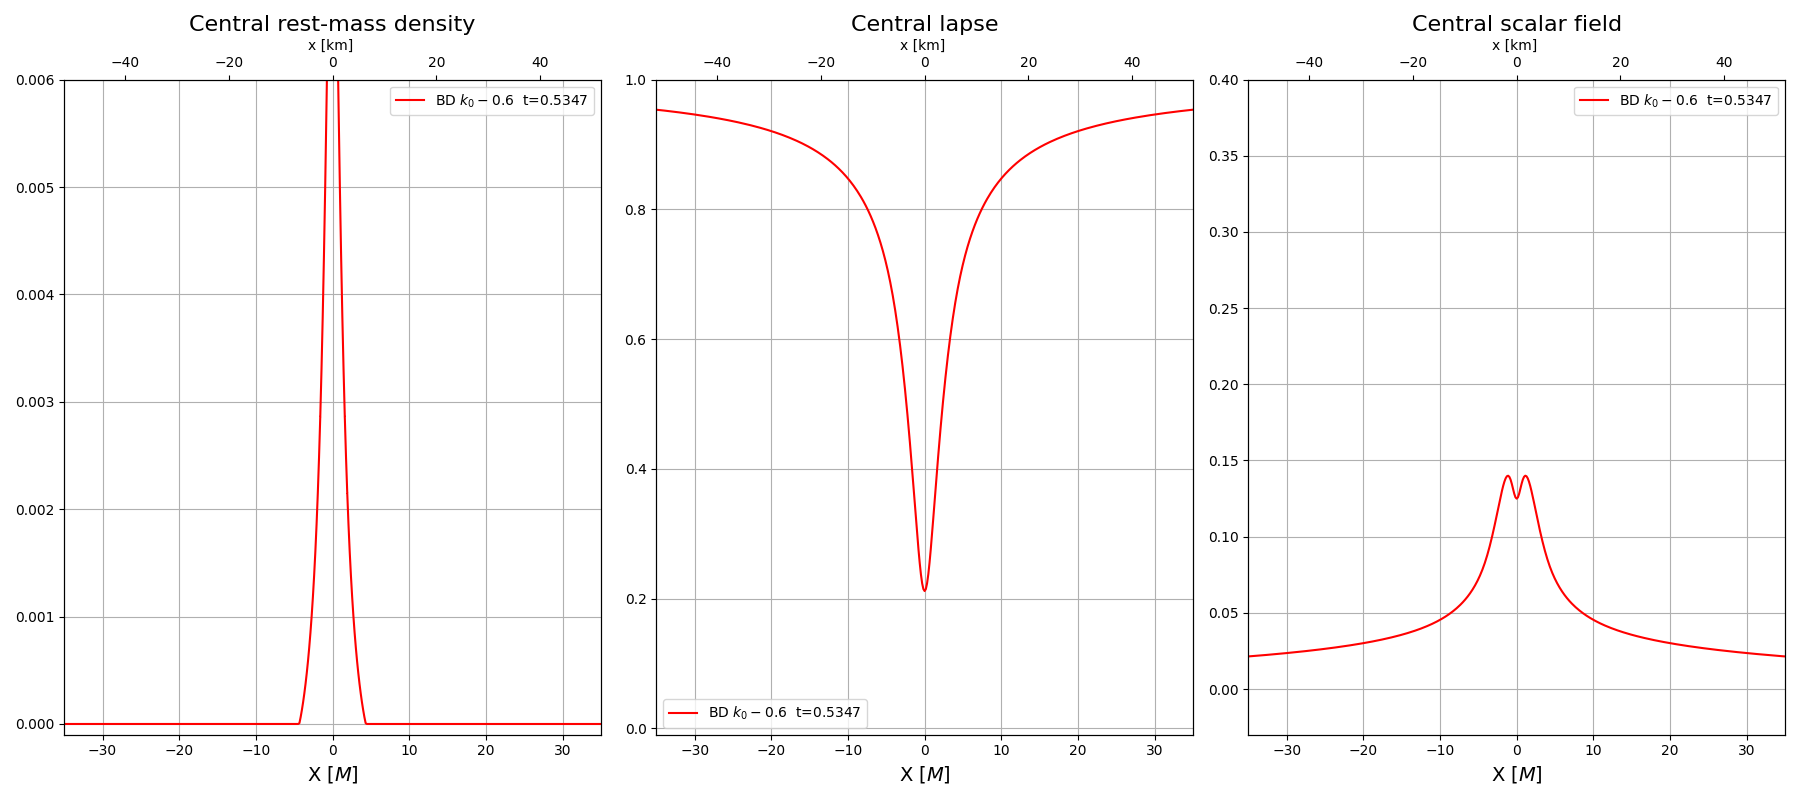 Central rest-mass density
x [km]
−40 −20 0 20 40
0.006
0.005
0.004
0.003
0.002
0.001
0.000
BD k₀ − 0.6 t=0.5347
−30 −20 −10 0 10 20 30
X [M]
Central lapse
x [km]
−40 −20 0 20 40
1.0
0.8
0.6
0.4
0.2
0.0
BD k₀ − 0.6 t=0.5347
−30 −20 −10 0 10 20 30
X [M]
Central scalar field
x [km]
−40 −20 0 20 40
0.40
0.35
0.30
0.25
0.20
0.15
0.10
0.05
0.00
BD k₀ − 0.6 t=0.5347
−30 −20 −10 0 10 20 30
X [M]